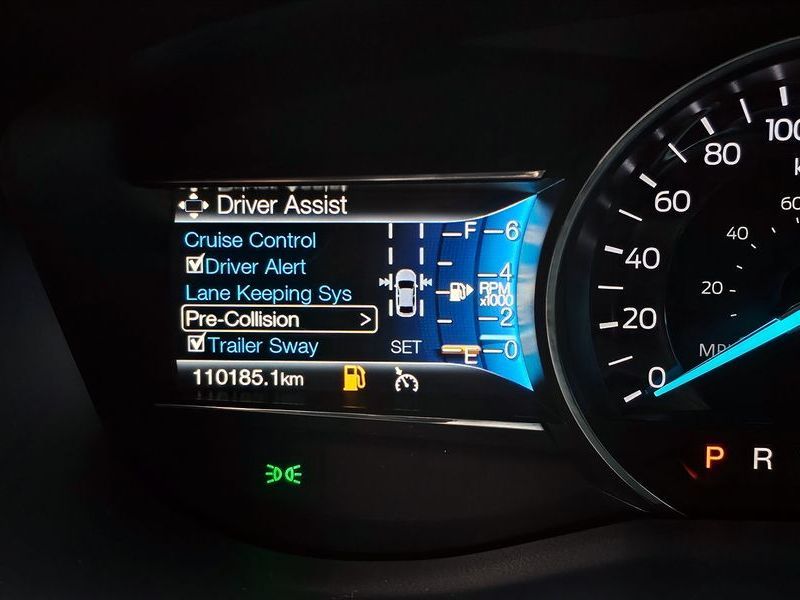 Driver Assist
Cruise Control
Driver Alert
Lane Keeping Sys
Pre-Collision >
Trailer Sway
SET
110185.1km
F
E
6
4
RPM
x1000
2
0
100
80
60
40
20
0
60
40
20
P R